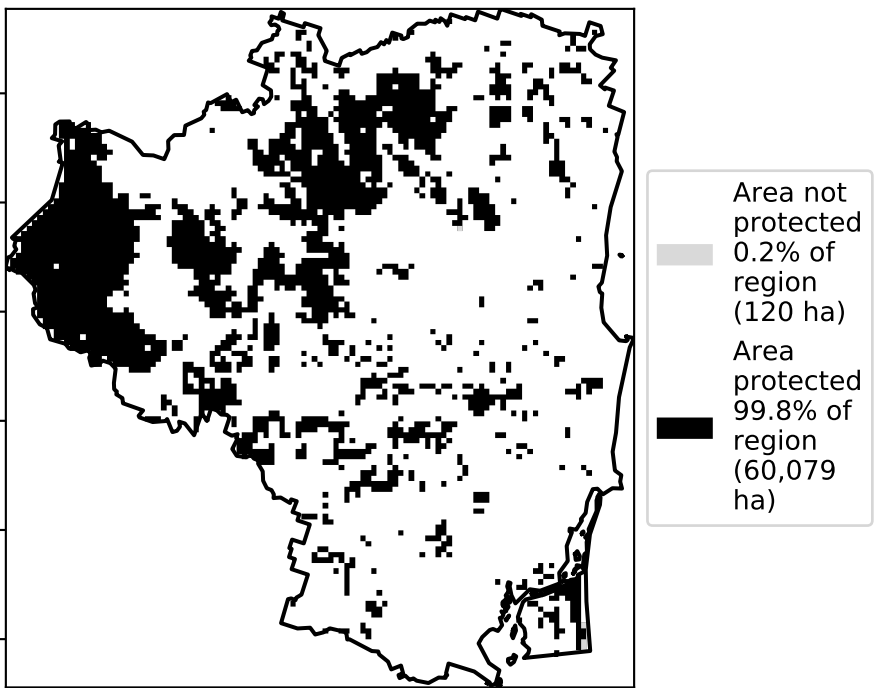 Area not
protected
0.2% of
region
(120 ha)
Area
protected
99.8% of
region
(60,079
ha)